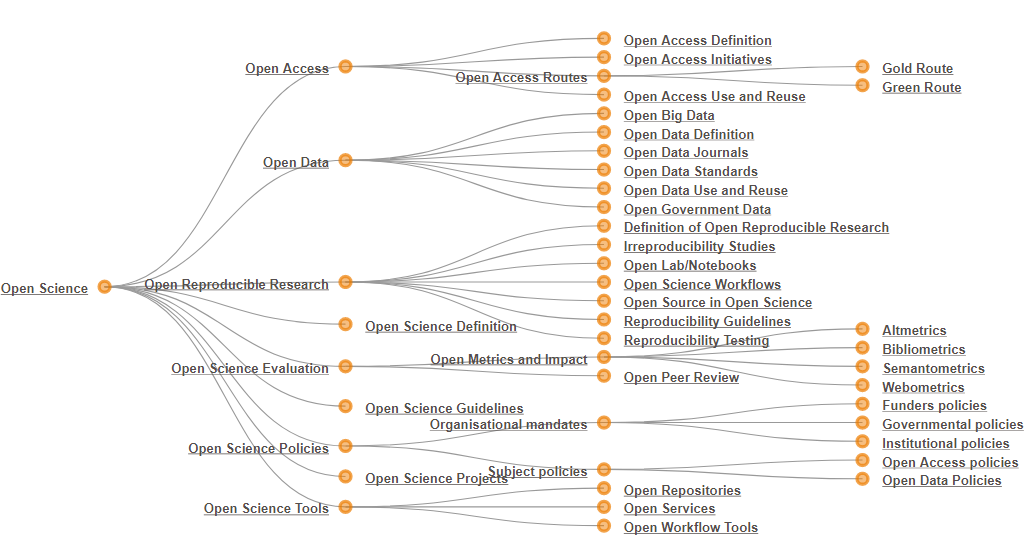 Open Science
Open Access
Open Access Definition
Open Access Initiatives
Open Access Routes
Gold Route
Green Route
Open Access Use and Reuse
Open Data
Open Big Data
Open Data Definition
Open Data Journals
Open Data Standards
Open Data Use and Reuse
Open Government Data
Open Reproducible Research
Definition of Open Reproducible Research
Irreproducibility Studies
Open Lab/Notebooks
Open Science Workflows
Open Source in Open Science
Reproducibility Guidelines
Reproducibility Testing
Open Science Definition
Open Science Evaluation
Open Metrics and Impact
Altmetrics
Bibliometrics
Semantometrics
Webometrics
Open Peer Review
Open Science Guidelines
Open Science Policies
Organisational mandates
Funders policies
Governmental policies
Institutional policies
Subject policies
Open Access policies
Open Data Policies
Open Science Projects
Open Science Tools
Open Repositories
Open Services
Open Workflow Tools